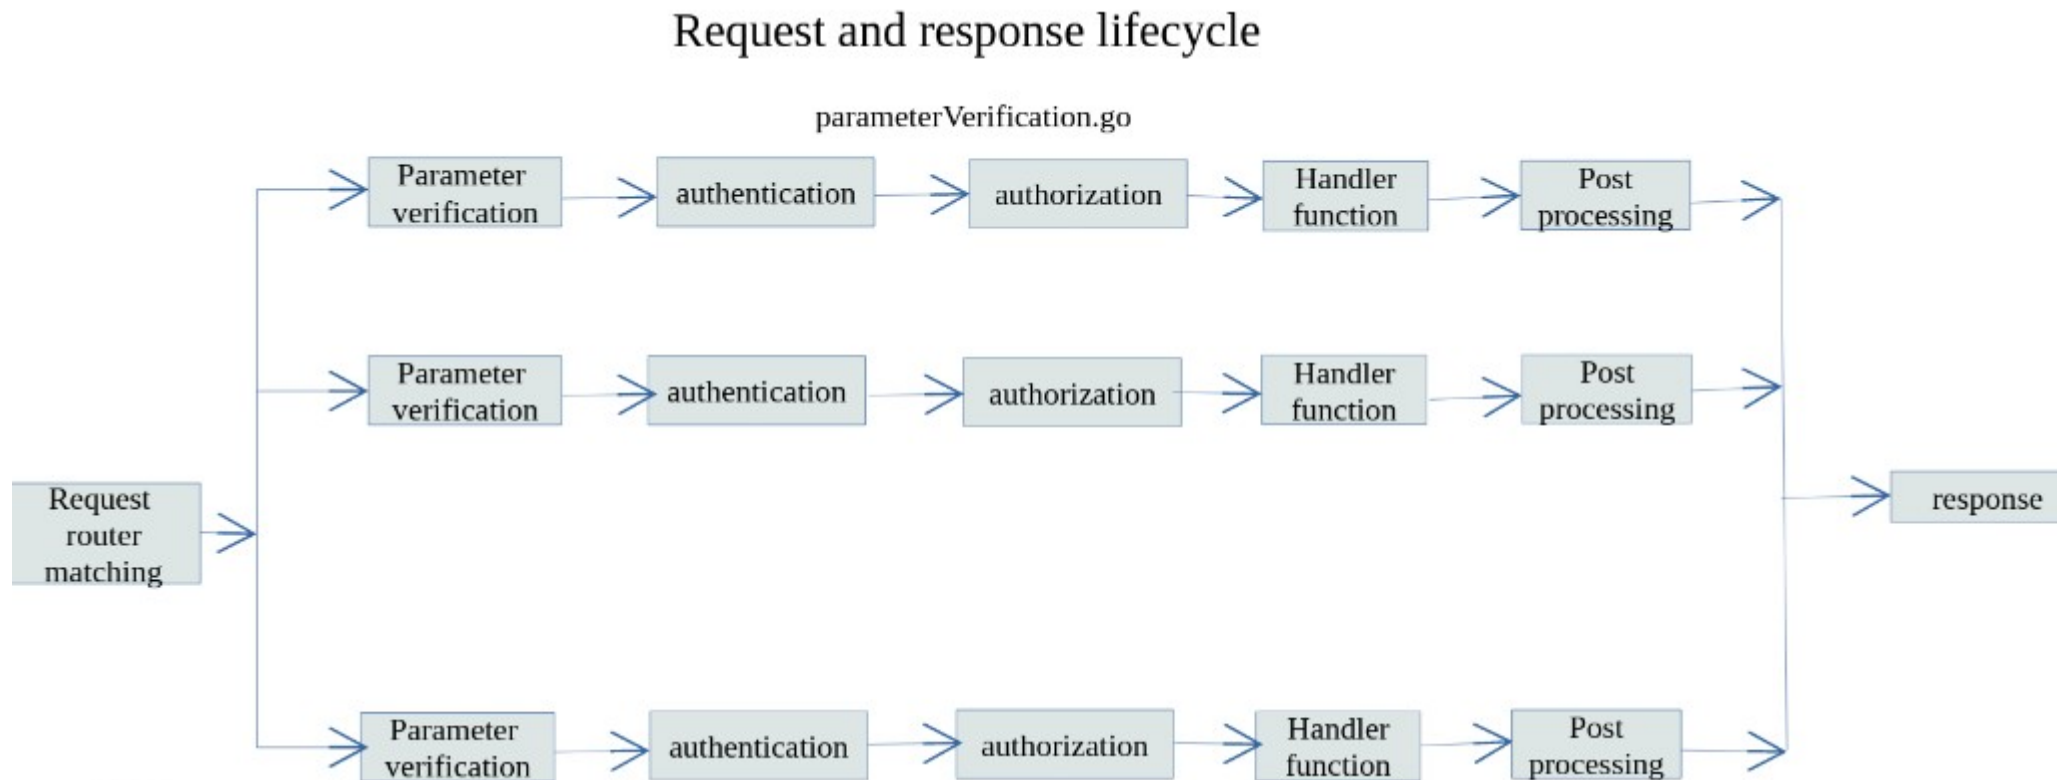 Request and response lifecycle
parameterVerification.go
Parameter
verification
authentication
authorization
Handler
function
Post
processing
Parameter
verification
authentication
authorization
Handler
function
Post
processing
Request
router
matching
response
Parameter
verification
authentication
authorization
Handler
function
Post
processing